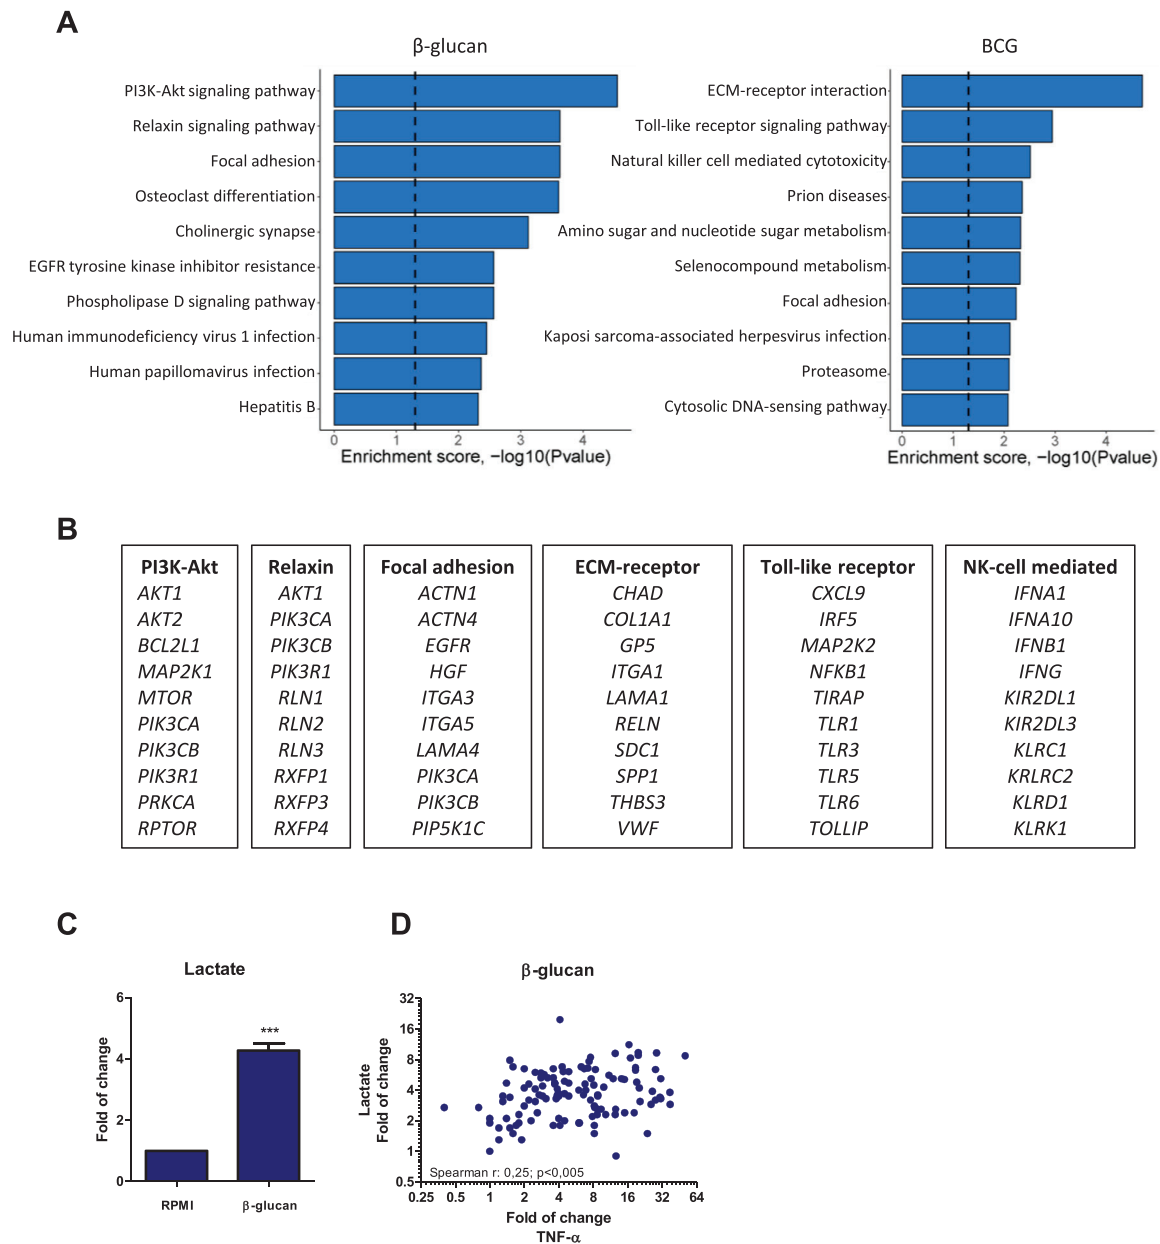 A
β-glucan
PI3K-Akt signaling pathway
Relaxin signaling pathway
Focal adhesion
Osteoclast differentiation
Cholinergic synapse
EGFR tyrosine kinase inhibitor resistance
Phospholipase D signaling pathway
Human immunodeficiency virus 1 infection
Human papillomavirus infection
Hepatitis B
0 1 2 3 4
Enrichment score, −log10(Pvalue)
BCG
ECM-receptor interaction
Toll-like receptor signaling pathway
Natural killer cell mediated cytotoxicity
Prion diseases
Amino sugar and nucleotide sugar metabolism
Selenocompound metabolism
Focal adhesion
Kaposi sarcoma-associated herpesvirus infection
Proteasome
Cytosolic DNA-sensing pathway
0 1 2 3 4
Enrichment score, −log10(Pvalue)
B
PI3K-Akt
AKT1
AKT2
BCL2L1
MAP2K1
MTOR
PIK3CA
PIK3CB
PIK3R1
PRKCA
RPTOR
Relaxin
AKT1
PIK3CA
PIK3CB
PIK3R1
RLN1
RLN2
RLN3
RXFP1
RXFP3
RXFP4
Focal adhesion
ACTN1
ACTN4
EGFR
HGF
ITGA3
ITGA5
LAMA4
PIK3CA
PIK3CB
PIP5K1C
ECM-receptor
CHAD
COL1A1
GP5
ITGA1
LAMA1
RELN
SDC1
SPP1
THBS3
VWF
Toll-like receptor
CXCL9
IRF5
MAP2K2
NFKB1
TIRAP
TLR1
TLR3
TLR5
TLR6
TOLLIP
NK-cell mediated
IFNA1
IFNA10
IFNB1
IFNG
KIR2DL1
KIR2DL3
KLRC1
KRLRC2
KLRD1
KLRK1
C
Lactate
Fold of change
6
4
2
0
***
RPMI β-glucan
D
β-glucan
Lactate
Fold of change
32
16
8
4
2
1
0.5
Spearman r: 0,25; p<0,005
0.25 0.5 1 2 4 8 16 32 64
Fold of change
TNF-α